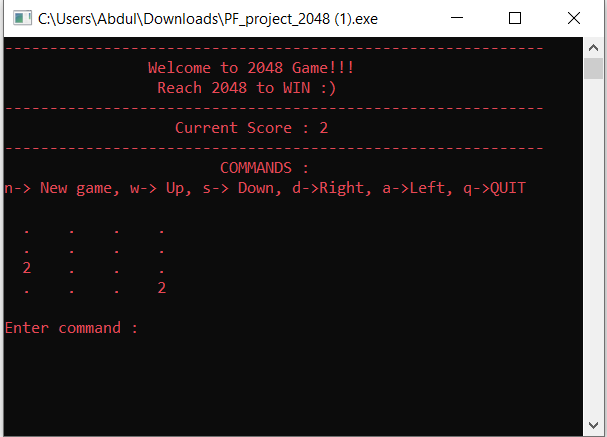 C:\Users\Abdul\Downloads\PF_project_2048 (1).exe
------------------------------------------------------------
Welcome to 2048 Game!!!
Reach 2048 to WIN :)
------------------------------------------------------------
Current Score : 2
------------------------------------------------------------
COMMANDS :
n-> New game, w-> Up, s-> Down, d->Right, a->Left, q->QUIT
. . . .
. . . .
2 . . .
. . . 2
Enter command :